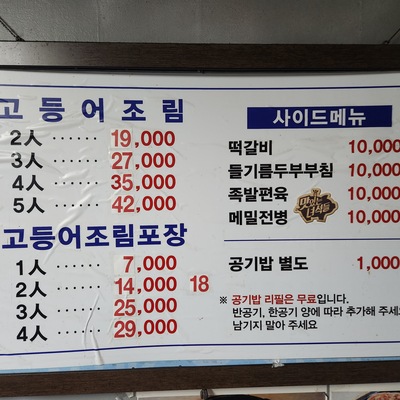 고등어조림
2人 ...... 19,000
3人 ...... 27,000
4人 ...... 35,000
5人 ...... 42,000
고등어조림포장
1人 ...... 7,000
2人 ...... 14,000 18
3人 ...... 25,000
4人 ...... 29,000
사이드메뉴
떡갈비 10,000
들기름두부부침 10,000
족발편육 10,000
메밀전병 10,000
맛있는 녀석들
공기밥 별도 1,000
※ 공기밥 리필은 무료입니다.
반공기, 한공기 양에 따라 추가해 주세
남기지 말아 주세요